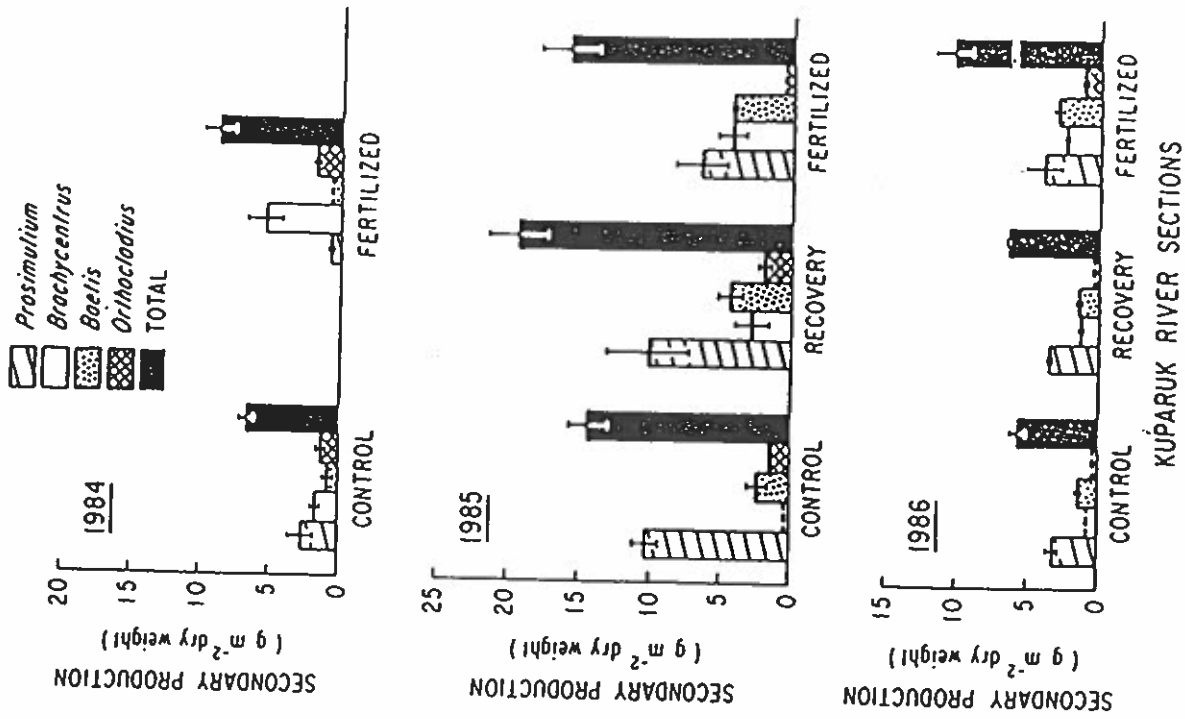 Prosimulium
Brachycentrus
Baetis
Orthocladius
TOTAL
1984
20
15
10
5
0
SECONDARY PRODUCTION
( g m⁻² dry weight )
CONTROL
FERTILIZED
1985
25
20
15
10
5
0
SECONDARY PRODUCTION
( g m⁻² dry weight )
CONTROL
RECOVERY
FERTILIZED
1986
15
10
5
0
SECONDARY PRODUCTION
( g m⁻² dry weight )
CONTROL
RECOVERY
FERTILIZED
KUPARUK RIVER SECTIONS